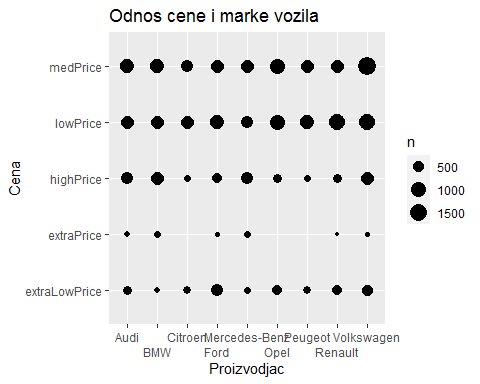 Odnos cene i marke vozila
Cena
medPrice
lowPrice
highPrice
extraPrice
extraLowPrice
Audi Citroen Mercedes-Benz Peugeot Volkswagen
BMW Ford Opel Renault
Proizvodjac
n
500
1000
1500